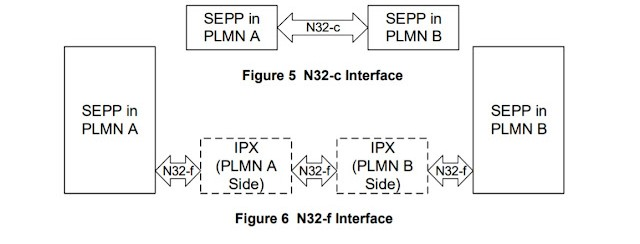 SEPP in
PLMN A
N32-c
SEPP in
PLMN B
Figure 5 N32-c Interface
SEPP in
PLMN A
N32-f
IPX
(PLMN A
Side)
N32-f
IPX
(PLMN B
Side)
N32-f
SEPP in
PLMN B
Figure 6 N32-f Interface